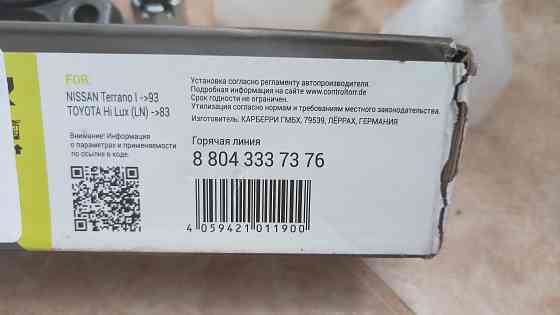 FOR:
NISSAN Terrano I ->93
TOYOTA Hi Lux (LN) ->83
Внимание! Информация
о параметрах и применяемости
по ссылке в коде.
Установка согласно регламенту автопроизводителя.
Подробная информация на сайте www.controlton.de
Срок годности не ограничен.
Утилизация согласно нормам и требованиям местного законодательства.
Изготовитель: КАРБЕРРИ ГМБХ, 79539, ЛЁРРАХ, ГЕРМАНИЯ
Горячая линия
8 804 333 73 76
4 059421 011900